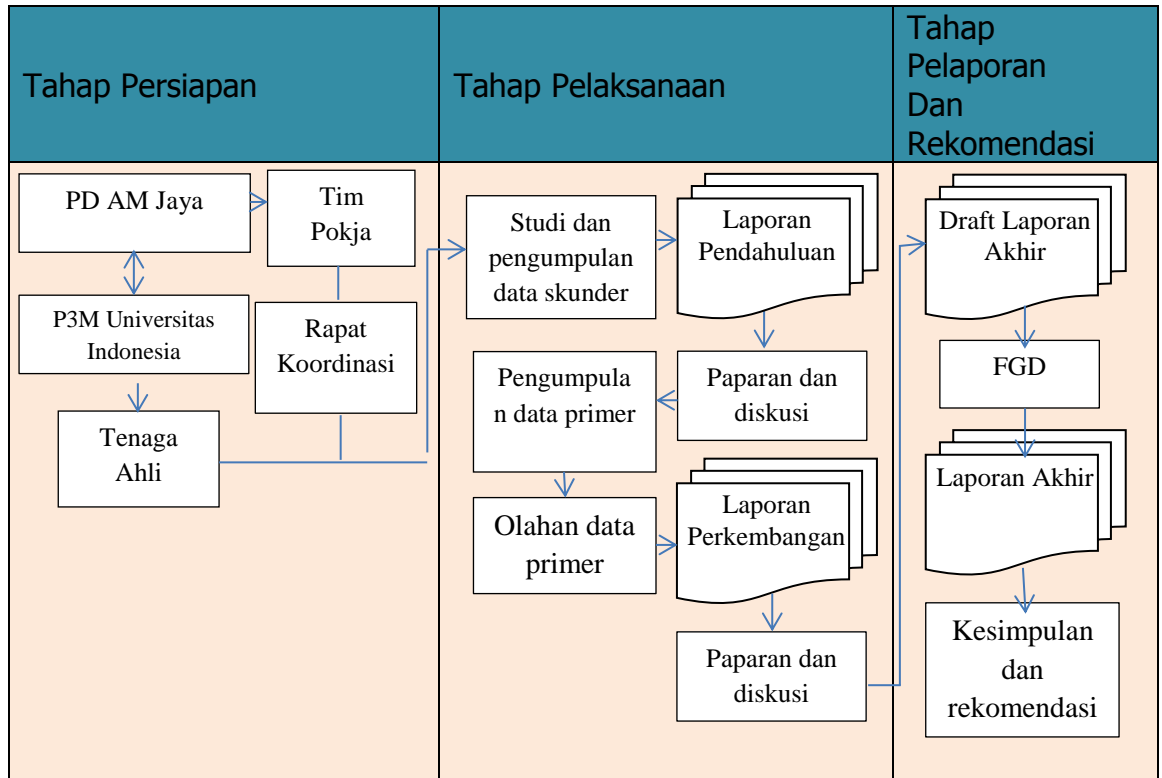 Tahap Persiapan
Tahap Pelaksanaan
Tahap
Pelaporan
Dan
Rekomendasi
PD AM Jaya
Tim
Pokja
P3M Universitas
Indonesia
Rapat
Koordinasi
Tenaga
Ahli
Studi dan
pengumpulan
data skunder
Laporan
Pendahuluan
Pengumpula
n data primer
Paparan dan
diskusi
Olahan data
primer
Laporan
Perkembangan
Paparan dan
diskusi
Draft Laporan
Akhir
FGD
Laporan Akhir
Kesimpulan
dan
rekomendasi